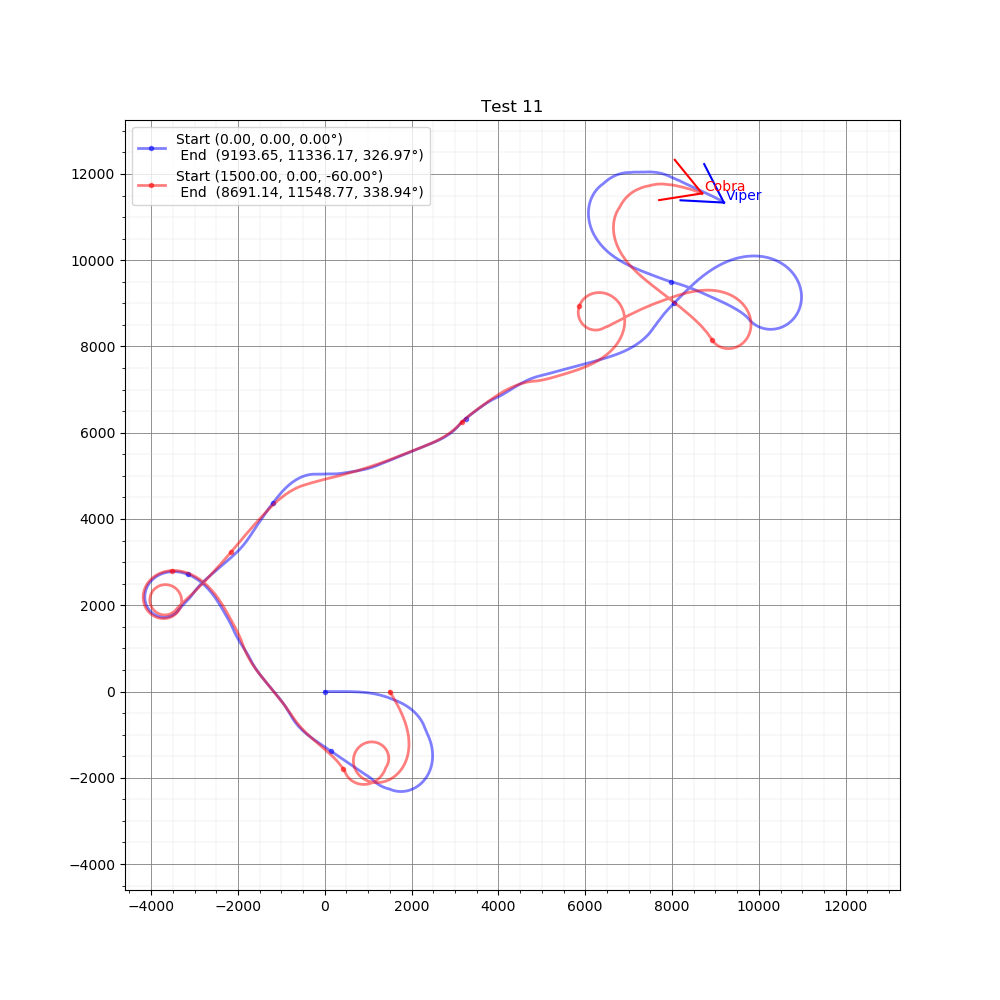 Test 11
Start (0.00, 0.00, 0.00°)
End (9193.65, 11336.17, 326.97°)
Start (1500.00, 0.00, -60.00°)
End (8691.14, 11548.77, 338.94°)
Cobra
Viper
12000
10000
8000
6000
4000
2000
0
−2000
−4000
−4000 −2000 0 2000 4000 6000 8000 10000 12000